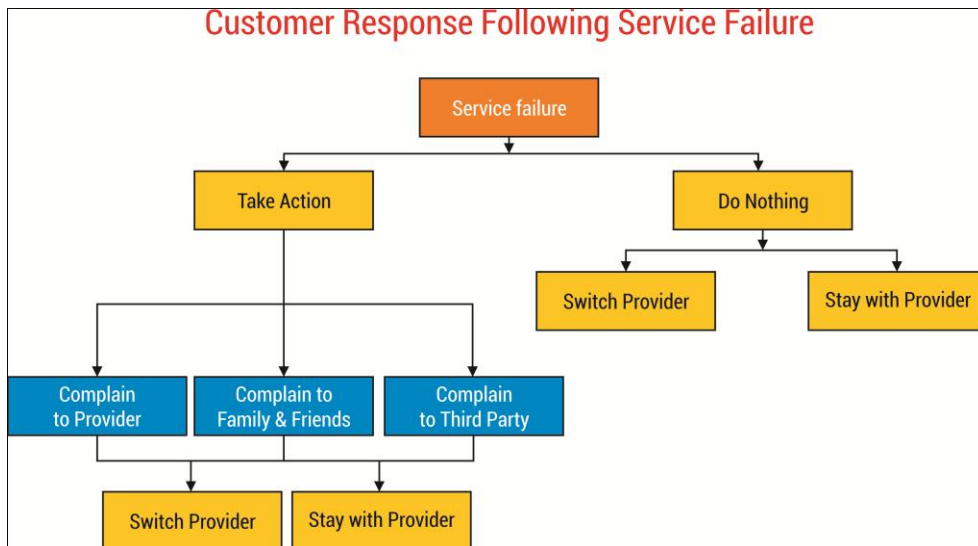 Customer Response Following Service Failure
Service failure
Take Action
Do Nothing
Switch Provider
Stay with Provider
Complain
to Provider
Complain to
Family & Friends
Complain
to Third Party
Switch Provider
Stay with Provider